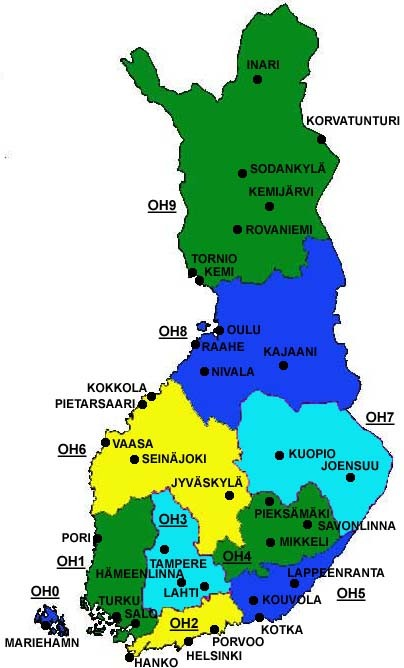 INARI
KORVATUNTURI
SODANKYLÄ
KEMIJÄRVI
OH9
ROVANIEMI
TORNIO
KEMI
OH8
OULU
RAAHE
KAJAANI
NIVALA
KOKKOLA
PIETARSAARI
OH7
OH6
VAASA
KUOPIO
SEINÄJOKI
JOENSUU
JYVÄSKYLÄ
PIEKSÄMÄKI
OH3
SAVONLINNA
PORI
MIKKELI
OH4
OH1
TAMPERE
HÄMEENLINNA
LAPPEENRANTA
OH0
LAHTI
OH5
TURKU
KOUVOLA
SALO
OH2
KOTKA
MARIEHAMN
PORVOO
HELSINKI
HANKO